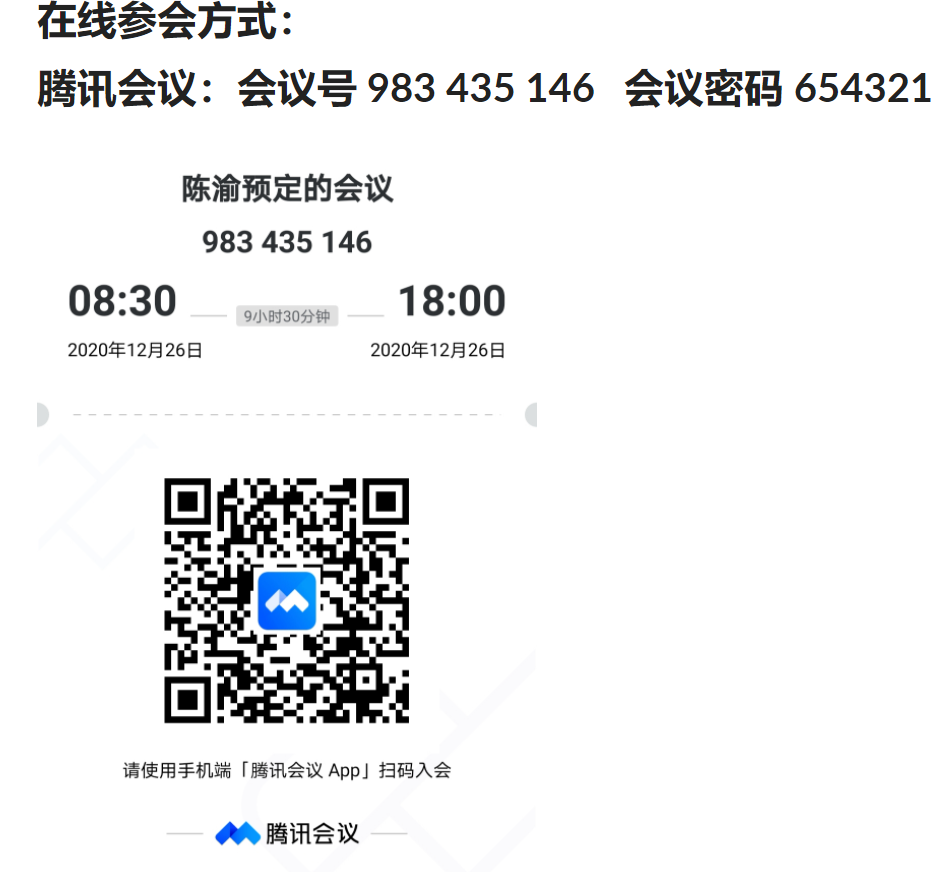 在线参会方式：
腾讯会议：会议号 983 435 146 会议密码 654321
陈渝预定的会议
983 435 146
08:30 9小时30分钟 18:00
2020年12月26日 2020年12月26日
请使用手机端「腾讯会议 App」扫码入会
腾讯会议